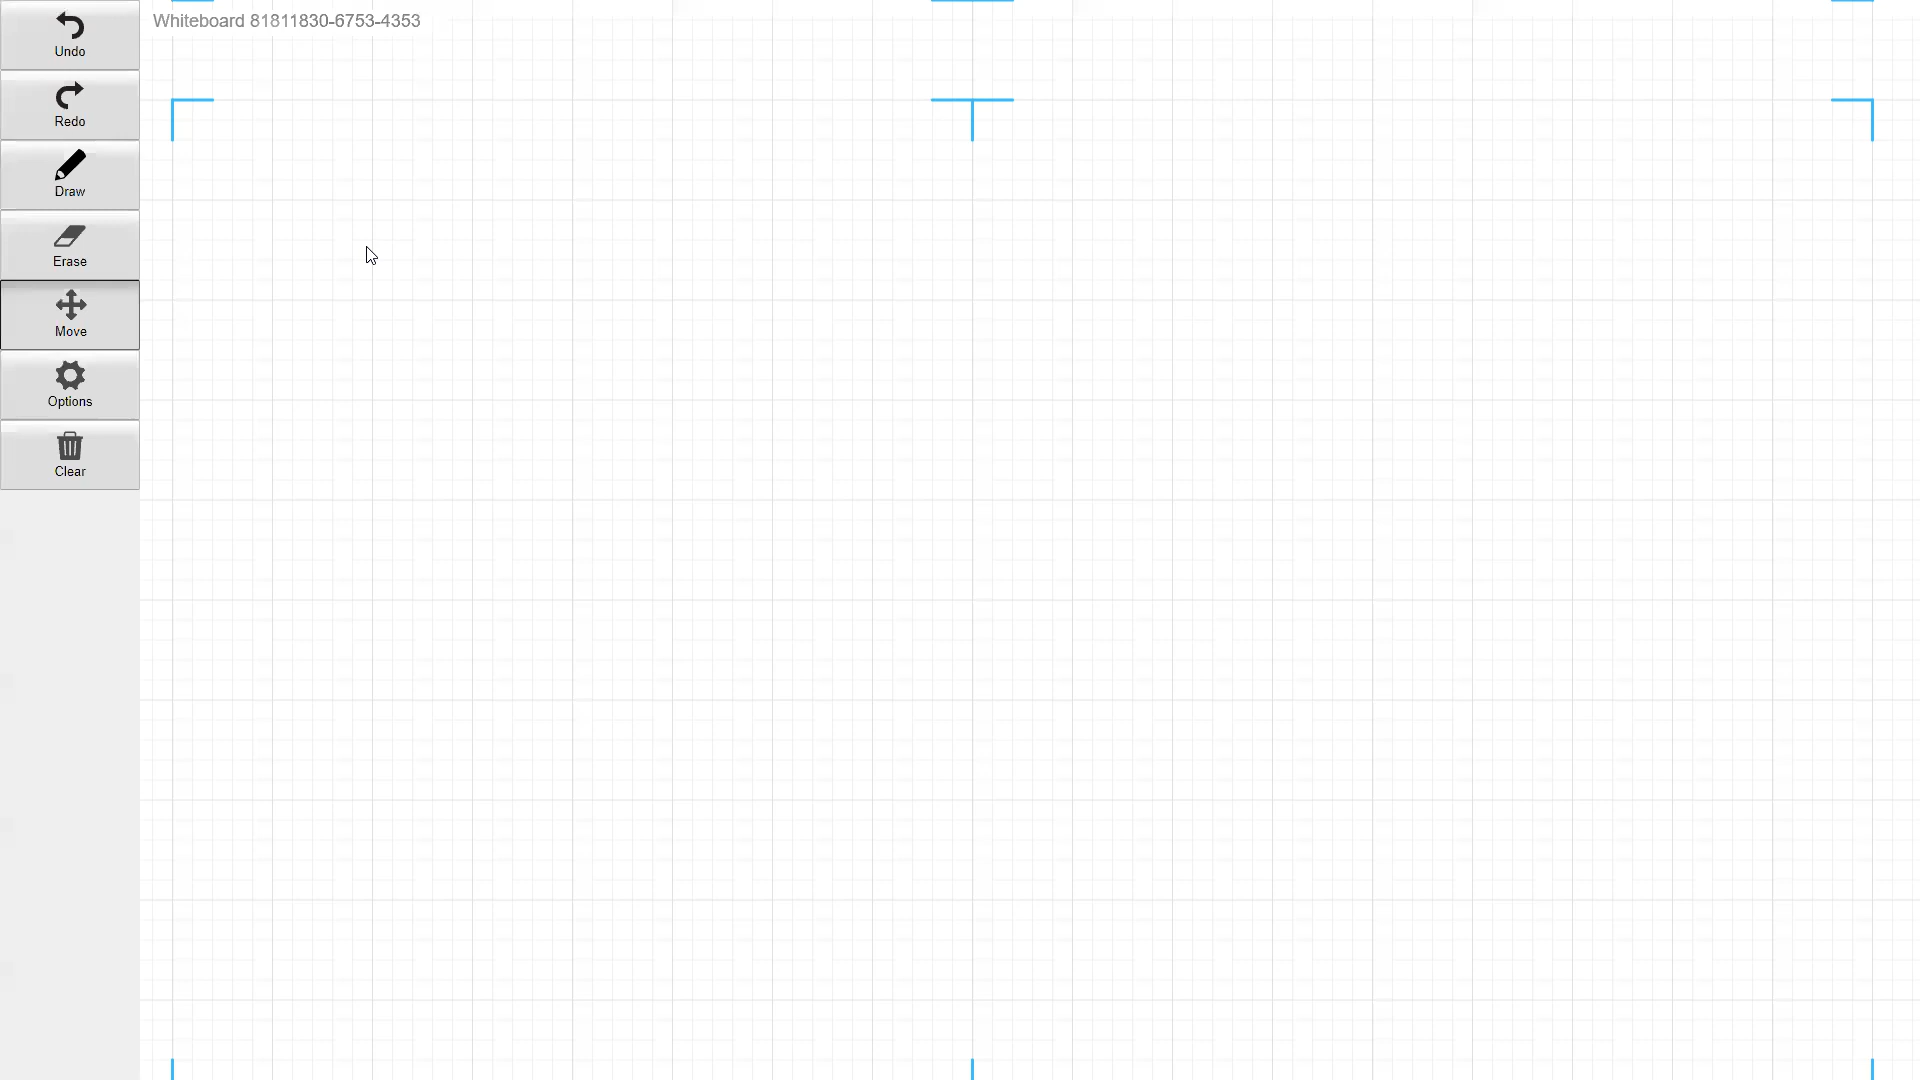 Whiteboard 81811830-6753-4353
Undo
Redo
Draw
Erase
Move
Options
Clear